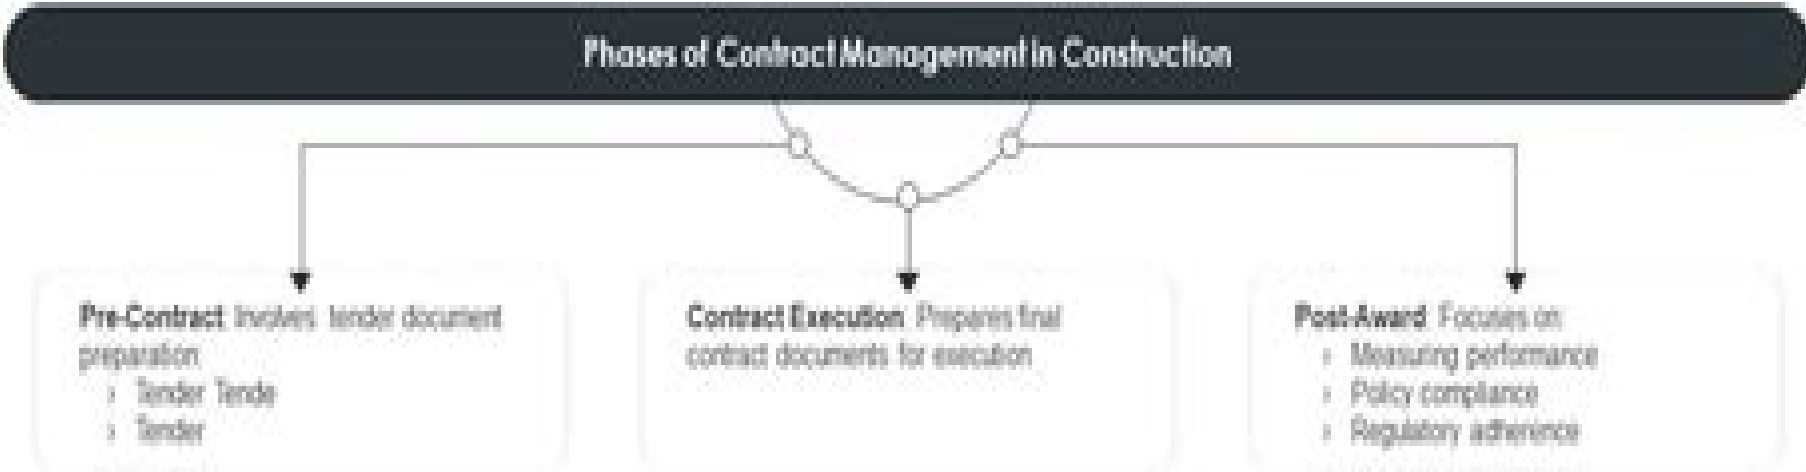 Phases of Contract Management in Construction
Pre-Contract Involves tender document
preparation
› Tender Tende
› Tender
Contract Execution Prepares final
contract documents for execution
Post-Award Focuses on
› Measuring performance
› Policy compliance
› Regulatory adherence